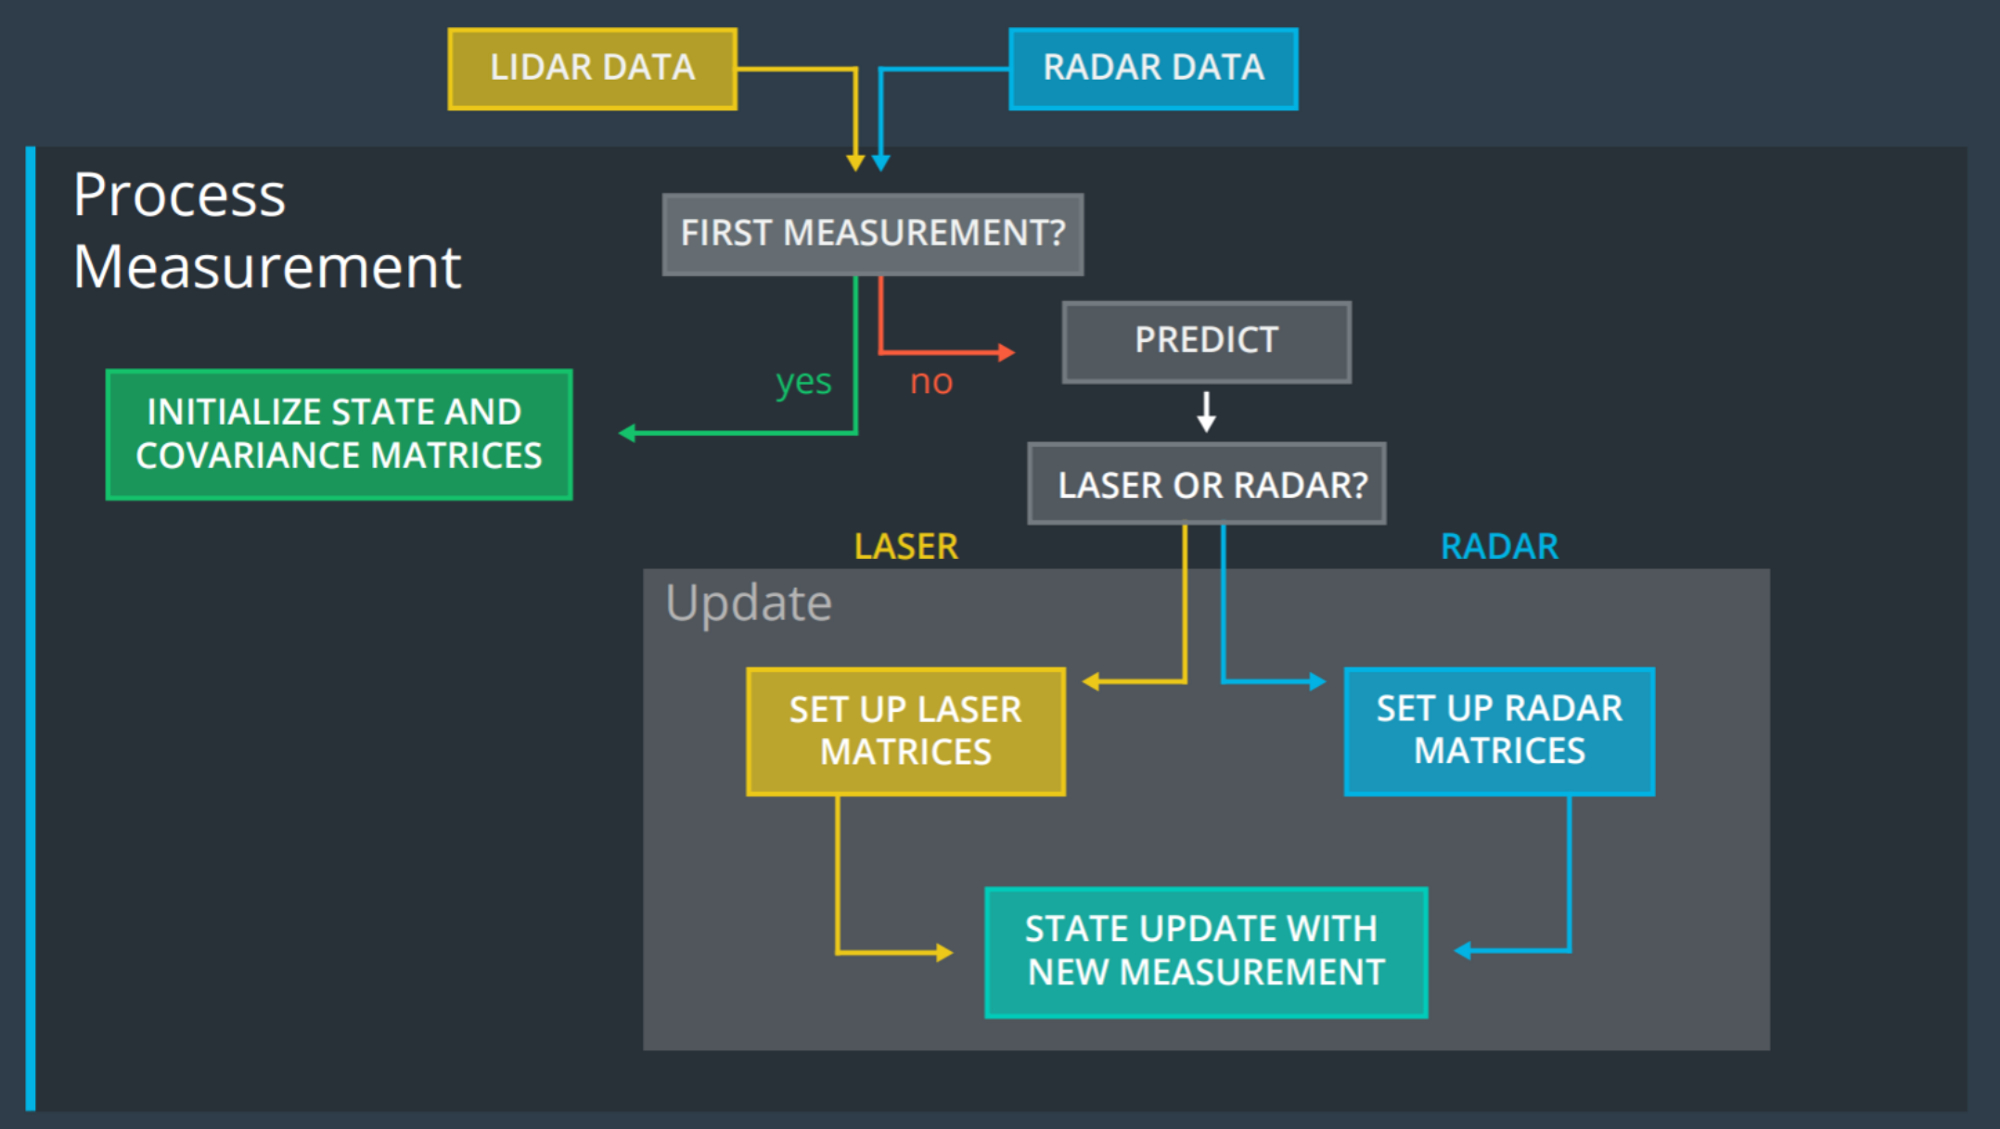 LIDAR DATA
RADAR DATA
Process
Measurement
FIRST MEASUREMENT?
PREDICT
yes
no
INITIALIZE STATE AND
COVARIANCE MATRICES
LASER OR RADAR?
LASER
RADAR
Update
SET UP LASER
MATRICES
SET UP RADAR
MATRICES
STATE UPDATE WITH
NEW MEASUREMENT